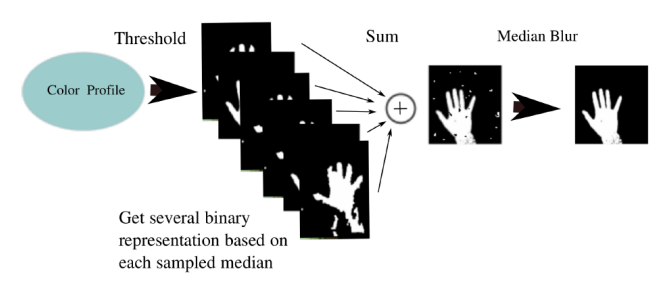 Threshold
Sum
Median Blur
Color Profile
+
Get several binary
representation based on
each sampled median